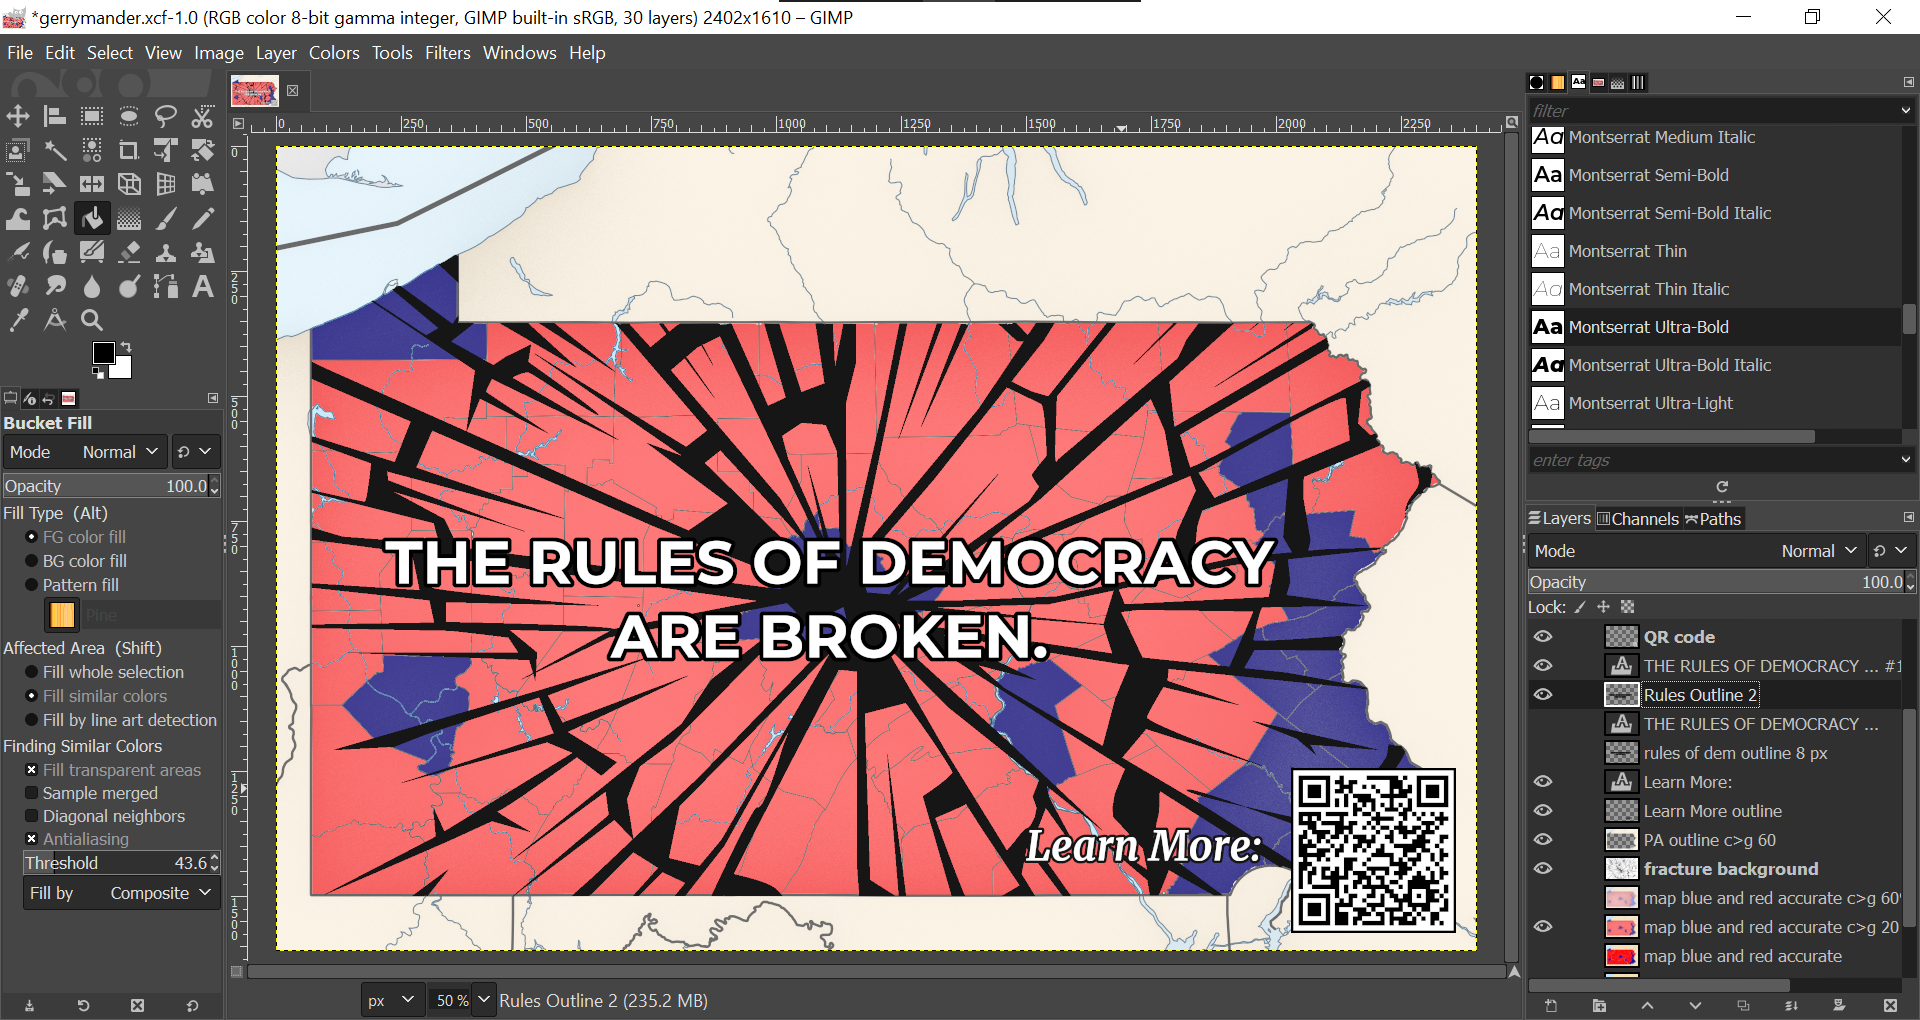 *gerrymander.xcf-1.0 (RGB color 8-bit gamma integer, GIMP built-in sRGB, 30 layers) 2402x1610 – GIMP
File Edit Select View Image Layer Colors Tools Filters Windows Help
0 250 500 750 1000 1250 1500 1750 2000 2250
0
250
500
750
1000
1250
1500
Bucket Fill
Mode Normal
Opacity 100.0
Fill Type (Alt)
FG color fill
BG color fill
Pattern fill
Pine
Affected Area (Shift)
Fill whole selection
Fill similar colors
Fill by line art detection
Finding Similar Colors
Fill transparent areas
Sample merged
Diagonal neighbors
Antialiasing
Threshold 43.6
Fill by Composite
THE RULES OF DEMOCRACY
ARE BROKEN.
Learn More:
px 50 % Rules Outline 2 (235.2 MB)
filter
Aa Montserrat Medium Italic
Aa Montserrat Semi-Bold
Aa Montserrat Semi-Bold Italic
Aa Montserrat Thin
Aa Montserrat Thin Italic
Aa Montserrat Ultra-Bold
Aa Montserrat Ultra-Bold Italic
Aa Montserrat Ultra-Light
enter tags
Layers Channels Paths
Mode Normal
Opacity 100.0
Lock:
QR code
THE RULES OF DEMOCRACY ... #1
Rules Outline 2
THE RULES OF DEMOCRACY ...
rules of dem outline 8 px
Learn More:
Learn More outline
PA outline c>g 60
fracture background
map blue and red accurate c>g 60
map blue and red accurate c>g 20
map blue and red accurate